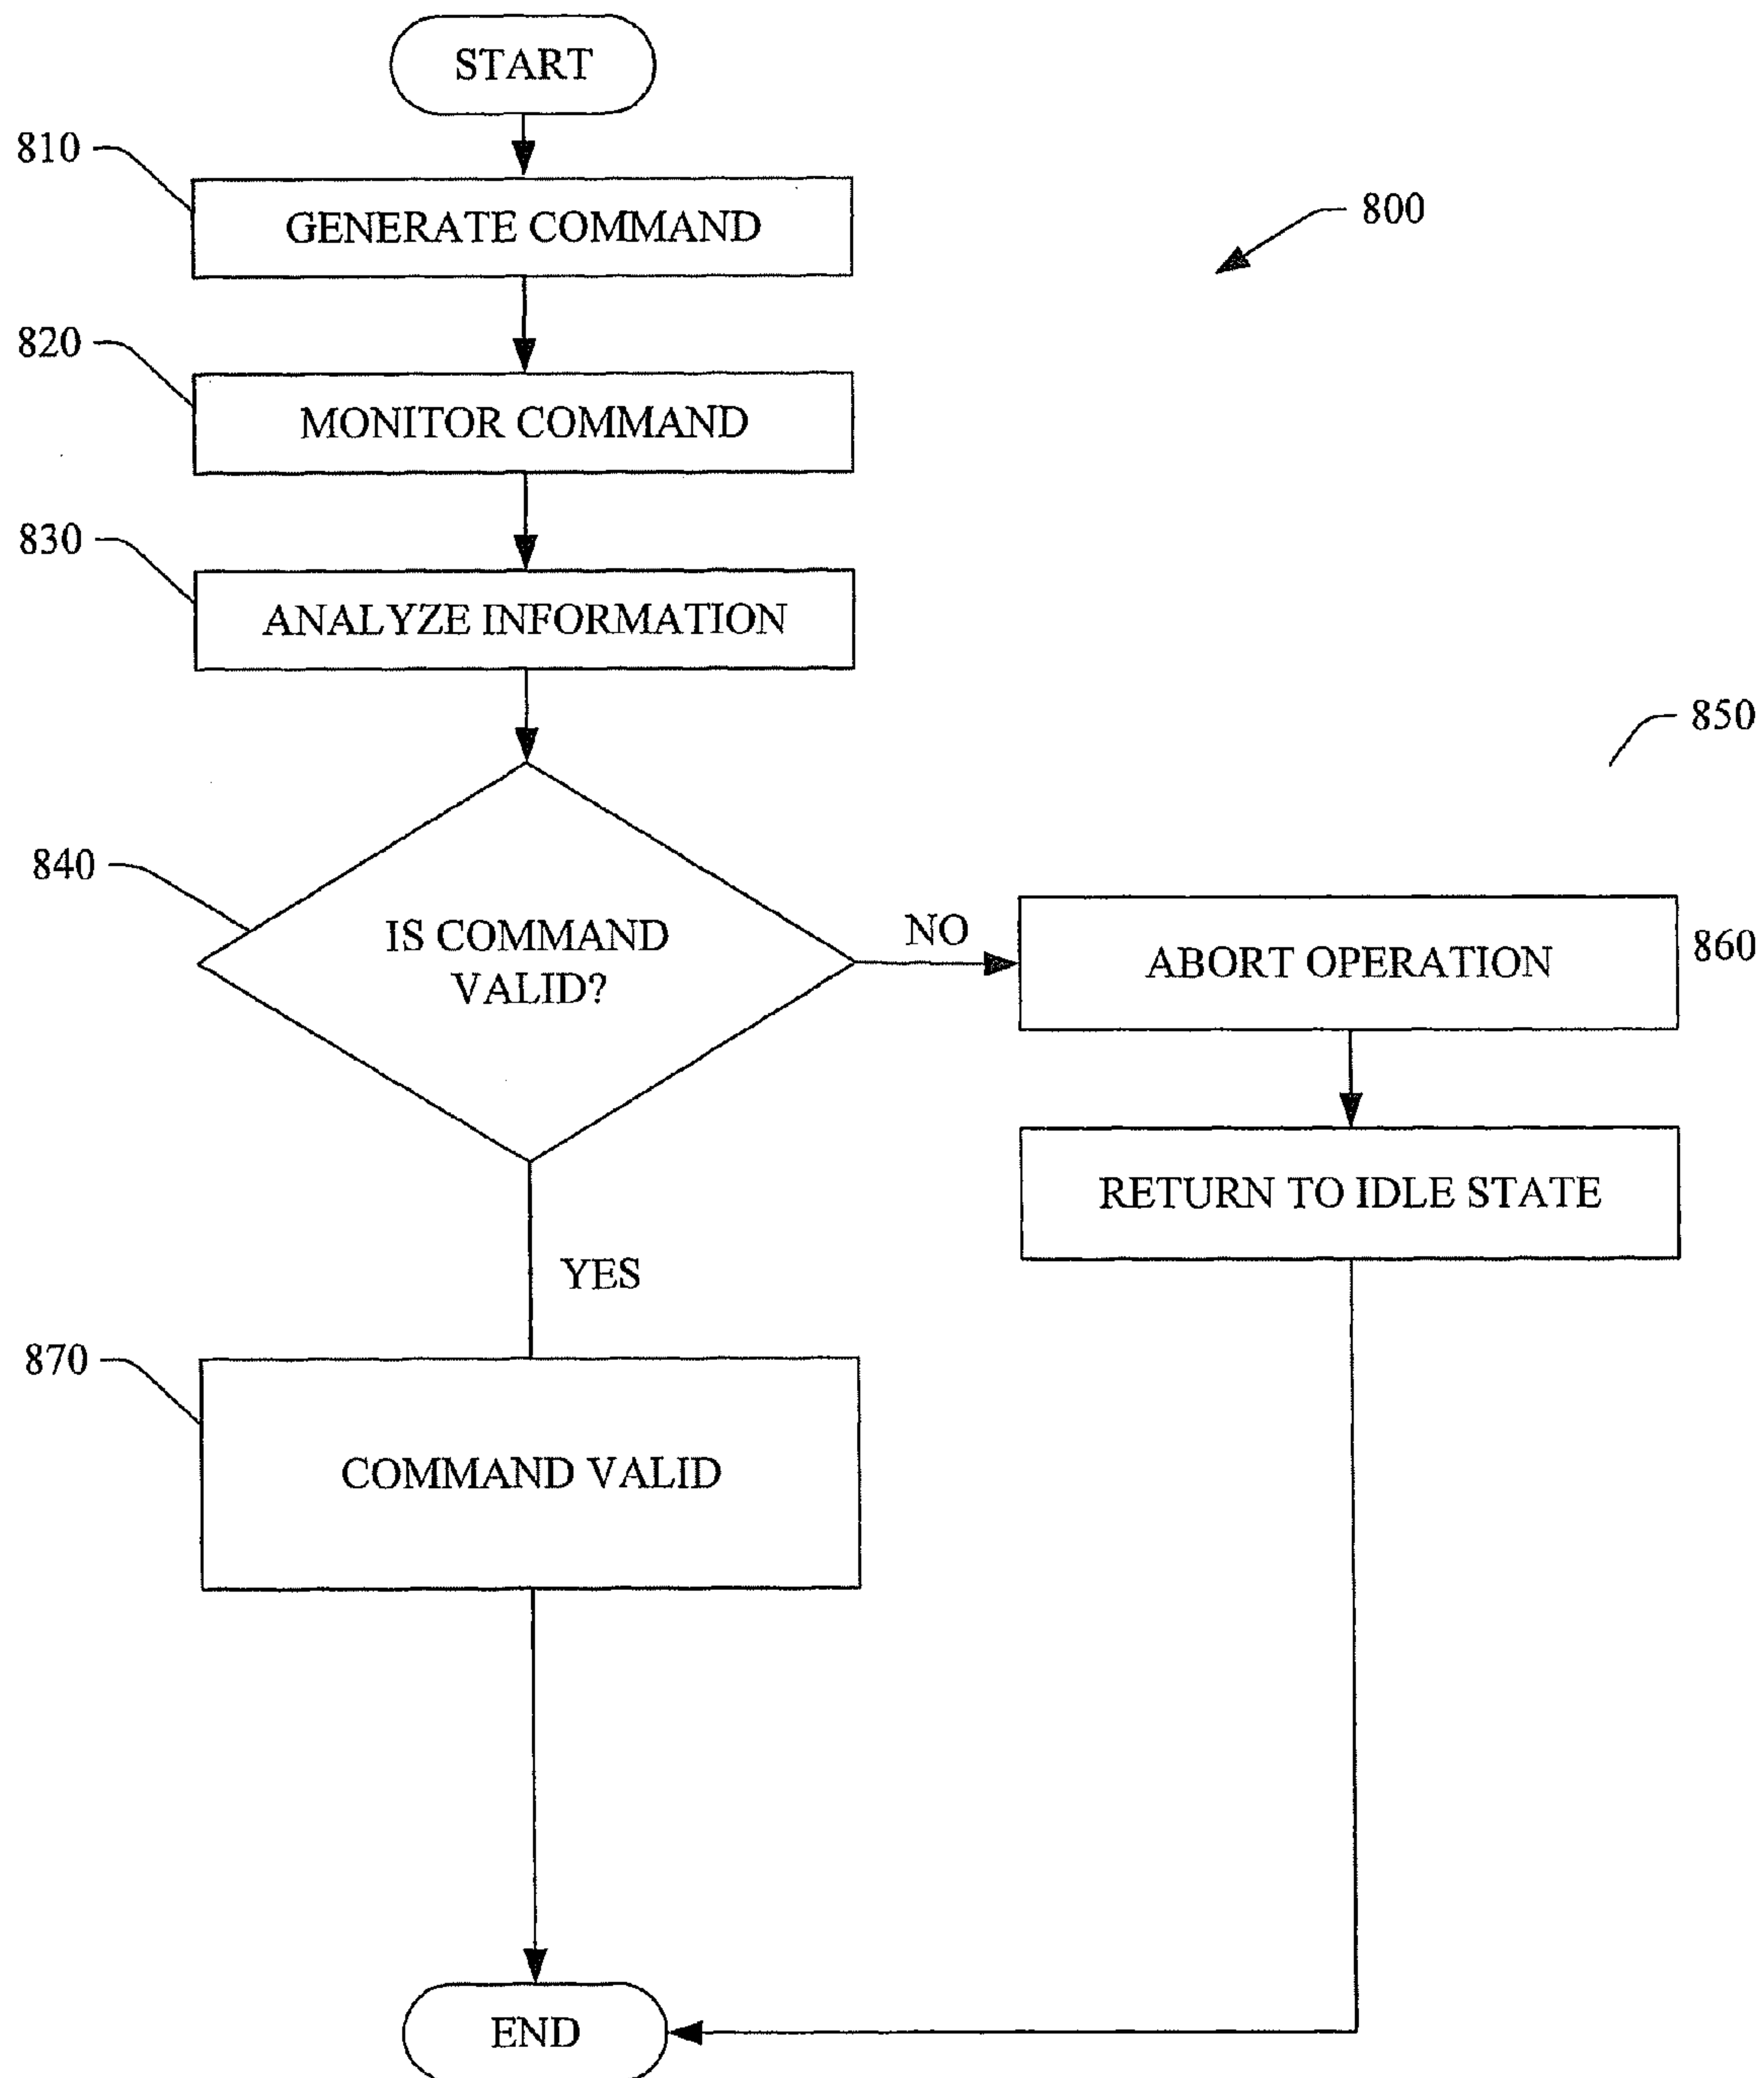 START
810
GENERATE COMMAND
800
820
MONITOR COMMAND
830
ANALYZE INFORMATION
850
840
IS COMMAND
VALID?
NO
ABORT OPERATION
860
RETURN TO IDLE STATE
YES
870
COMMAND VALID
END